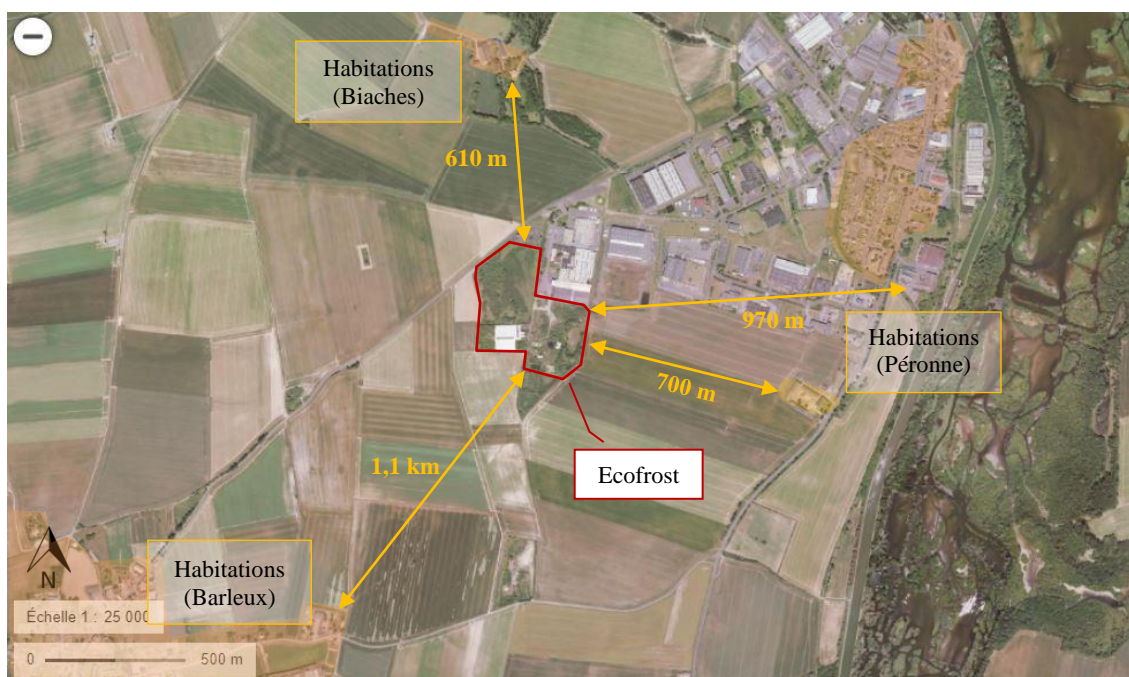 Habitations
(Biaches)
610 m
970 m
Habitations
(Péronne)
700 m
1,1 km
Ecofrost
Habitations
(Barleux)
N
Échelle 1 : 25 000
0 500 m